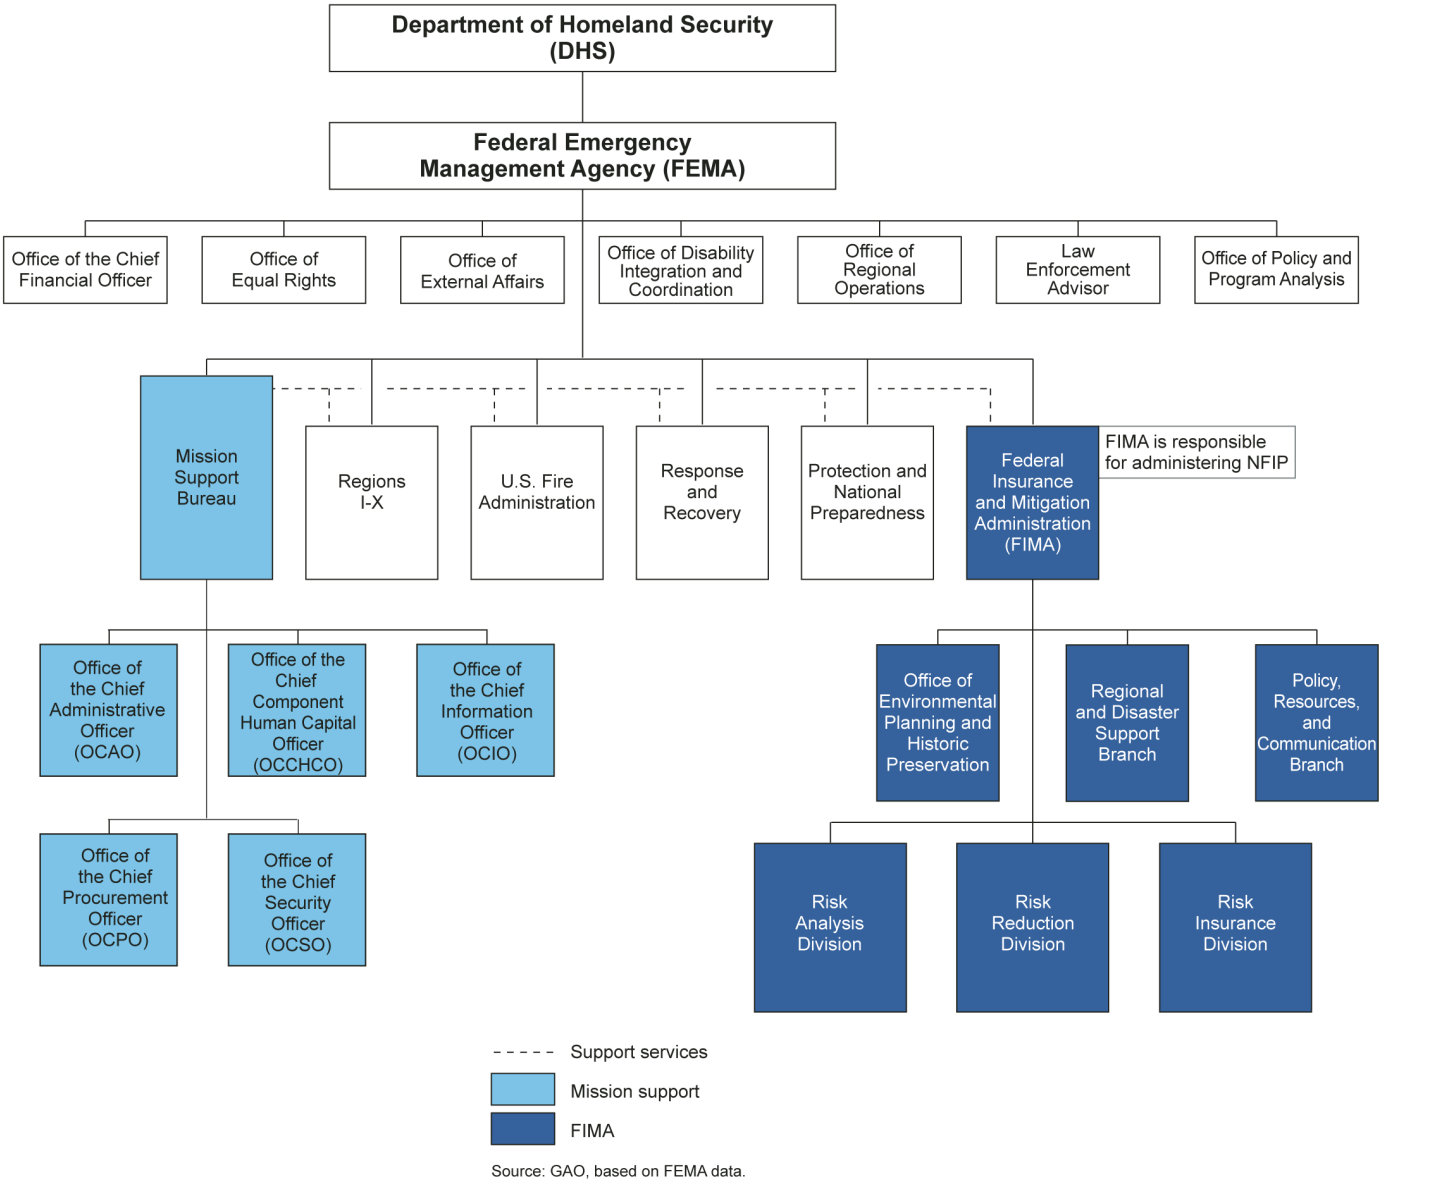 Department of Homeland Security
(DHS)
Federal Emergency
Management Agency (FEMA)
Office of the Chief
Financial Officer
Office of
Equal Rights
Office of
External Affairs
Office of Disability
Integration and
Coordination
Office of
Regional
Operations
Law
Enforcement
Advisor
Office of Policy and
Program Analysis
Mission
Support
Bureau
Regions
I-X
U.S. Fire
Administration
Response
and
Recovery
Protection and
National
Preparedness
Federal
Insurance
and Mitigation
Administration
(FIMA)
FIMA is responsible
for administering NFIP
Office of
the Chief
Administrative
Officer
(OCAO)
Office of the
Chief
Component
Human Capital
Officer
(OCCHCO)
Office of
the Chief
Information
Officer
(OCIO)
Office of
Environmental
Planning and
Historic
Preservation
Regional
and Disaster
Support
Branch
Policy,
Resources,
and
Communication
Branch
Office of
the Chief
Procurement
Officer
(OCPO)
Office of
the Chief
Security
Officer
(OCSO)
Risk
Analysis
Division
Risk
Reduction
Division
Risk
Insurance
Division
Support services
Mission support
FIMA
Source: GAO, based on FEMA data.